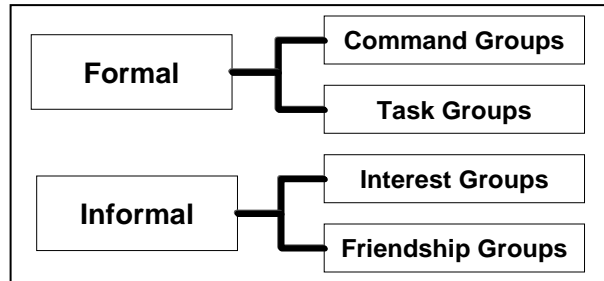 Formal
Command Groups
Task Groups
Informal
Interest Groups
Friendship Groups